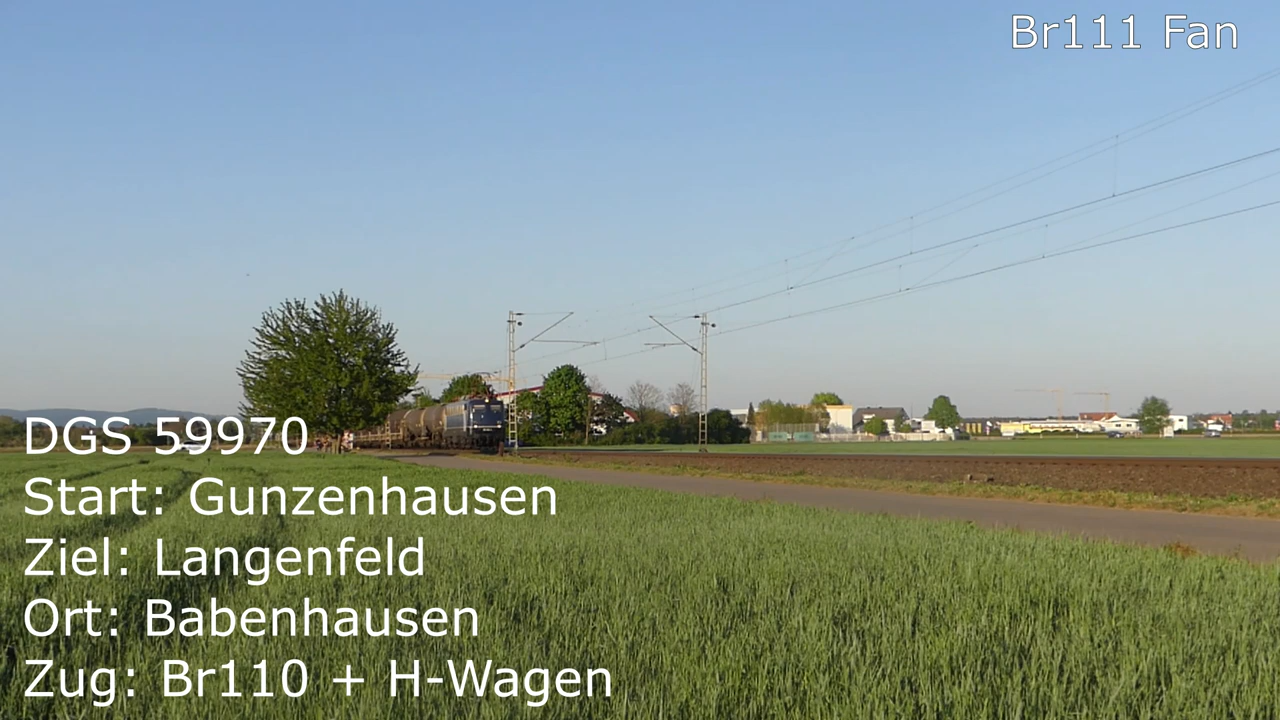 Br111 Fan
DGS 59970
Start: Gunzenhausen
Ziel: Langenfeld
Ort: Babenhausen
Zug: Br110 + H-Wagen